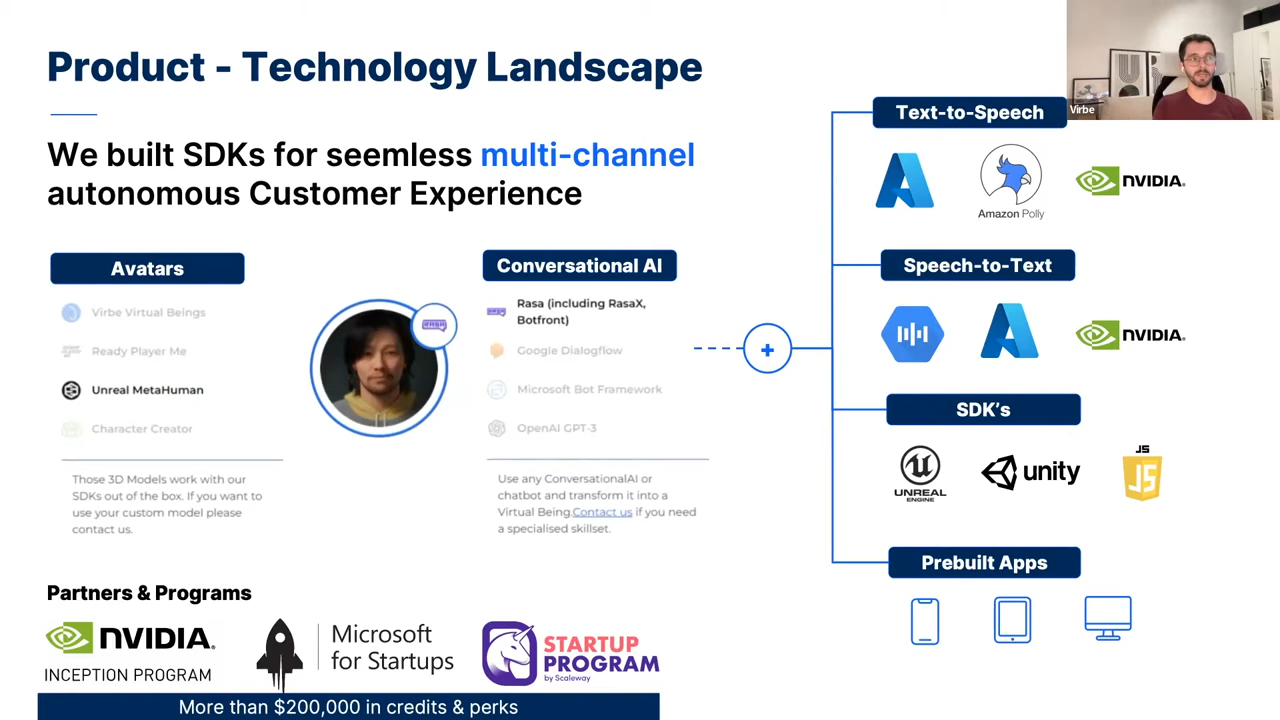 Product - Technology Landscape
We built SDKs for seemless multi-channel
autonomous Customer Experience
Avatars
Virbe Virtual Beings
Ready Player Me
Unreal MetaHuman
Character Creator
Those 3D Models work with our
SDKs out of the box. If you want to
use your custom model please
contact us.
RASA
Conversational AI
Rasa (including RasaX,
Botfront)
Google Dialogflow
Microsoft Bot Framework
OpenAI GPT-3
Use any ConversationalAI or
chatbot and transform it into a
Virtual Being.Contact us if you need
a specialised skillset.
+
Virbe
Text-to-Speech
Amazon Polly
NVIDIA.
Speech-to-Text
NVIDIA.
SDK's
UNREAL
ENGINE
unity
JS
JS
Prebuilt Apps
Partners & Programs
NVIDIA.
INCEPTION PROGRAM
Microsoft
for Startups
STARTUP
PROGRAM
by Scaleway
More than $200,000 in credits & perks